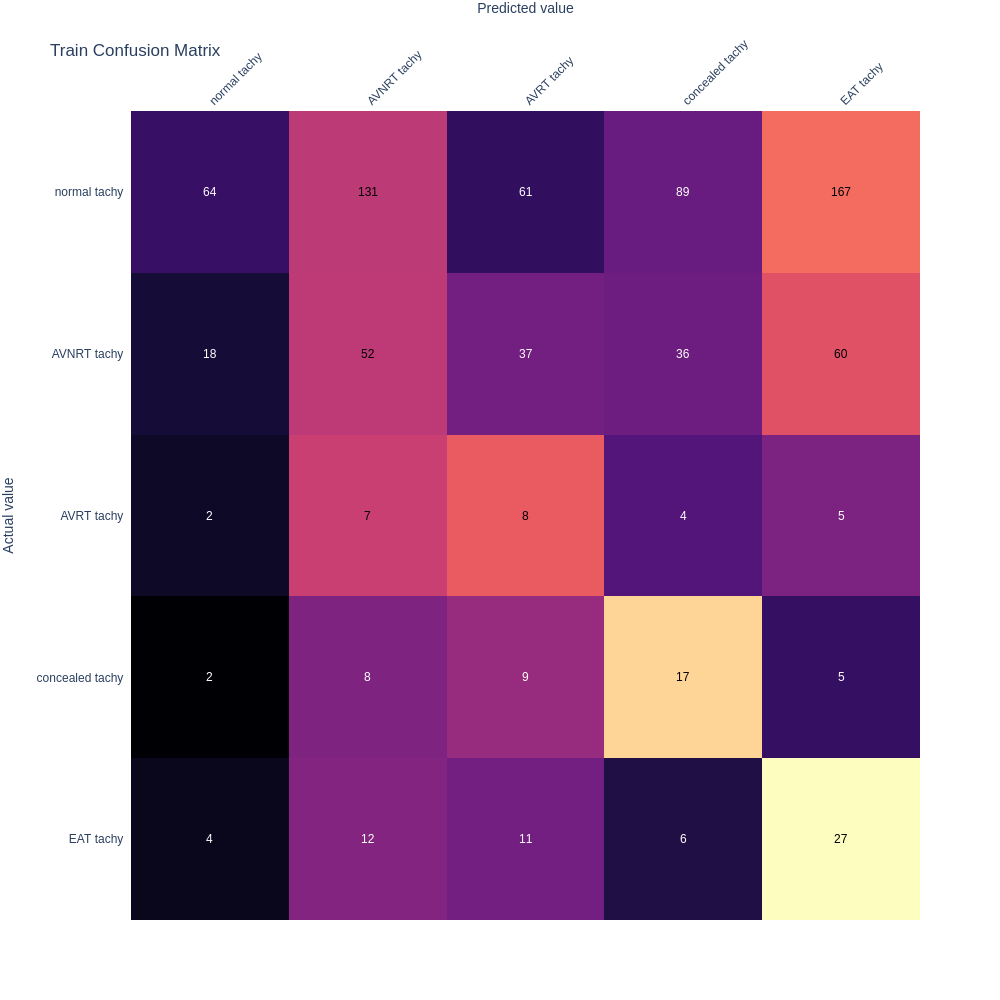 Predicted value
Train Confusion Matrix
normal tachy
AVNRT tachy
AVRT tachy
concealed tachy
EAT tachy
Actual value
normal tachy 64 131 61 89 167
AVNRT tachy 18 52 37 36 60
AVRT tachy 2 7 8 4 5
concealed tachy 2 8 9 17 5
EAT tachy 4 12 11 6 27